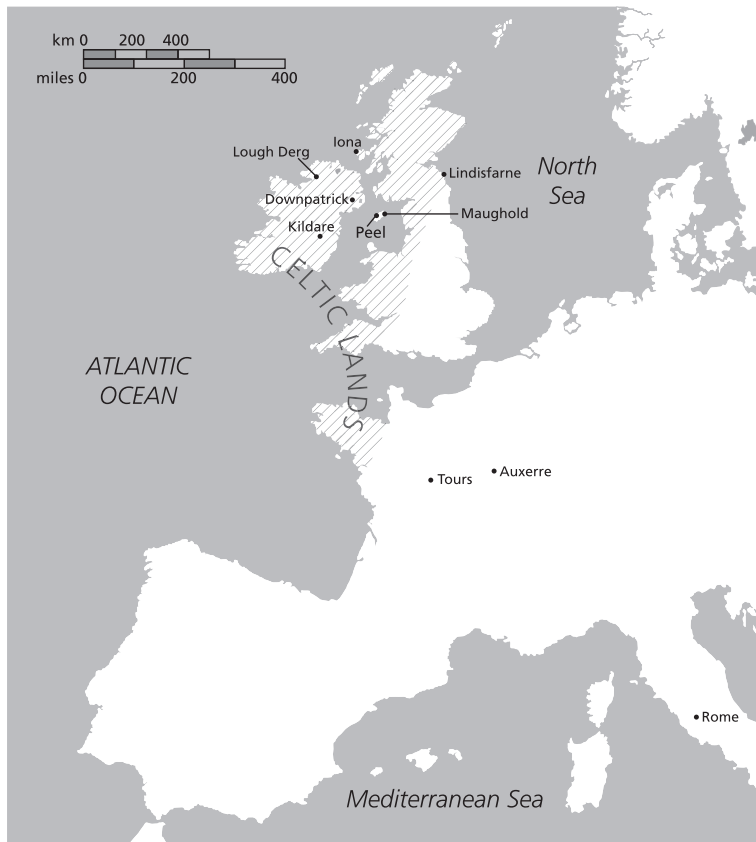 km 0 200 400
miles 0 200 400
Iona
Lough Derg
Lindisfarne
North
Sea
Downpatrick
Maughold
Kildare
Peel
CELTIC LANDS
ATLANTIC
OCEAN
Tours
Auxerre
Rome
Mediterranean Sea